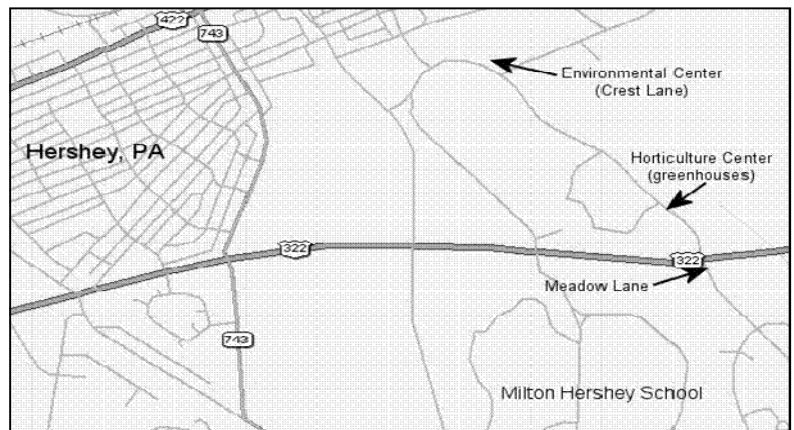 422
743
Environmental Center
(Crest Lane)
Hershey, PA
Horticulture Center
(greenhouses)
322
322
Meadow Lane
743
Milton Hershey School